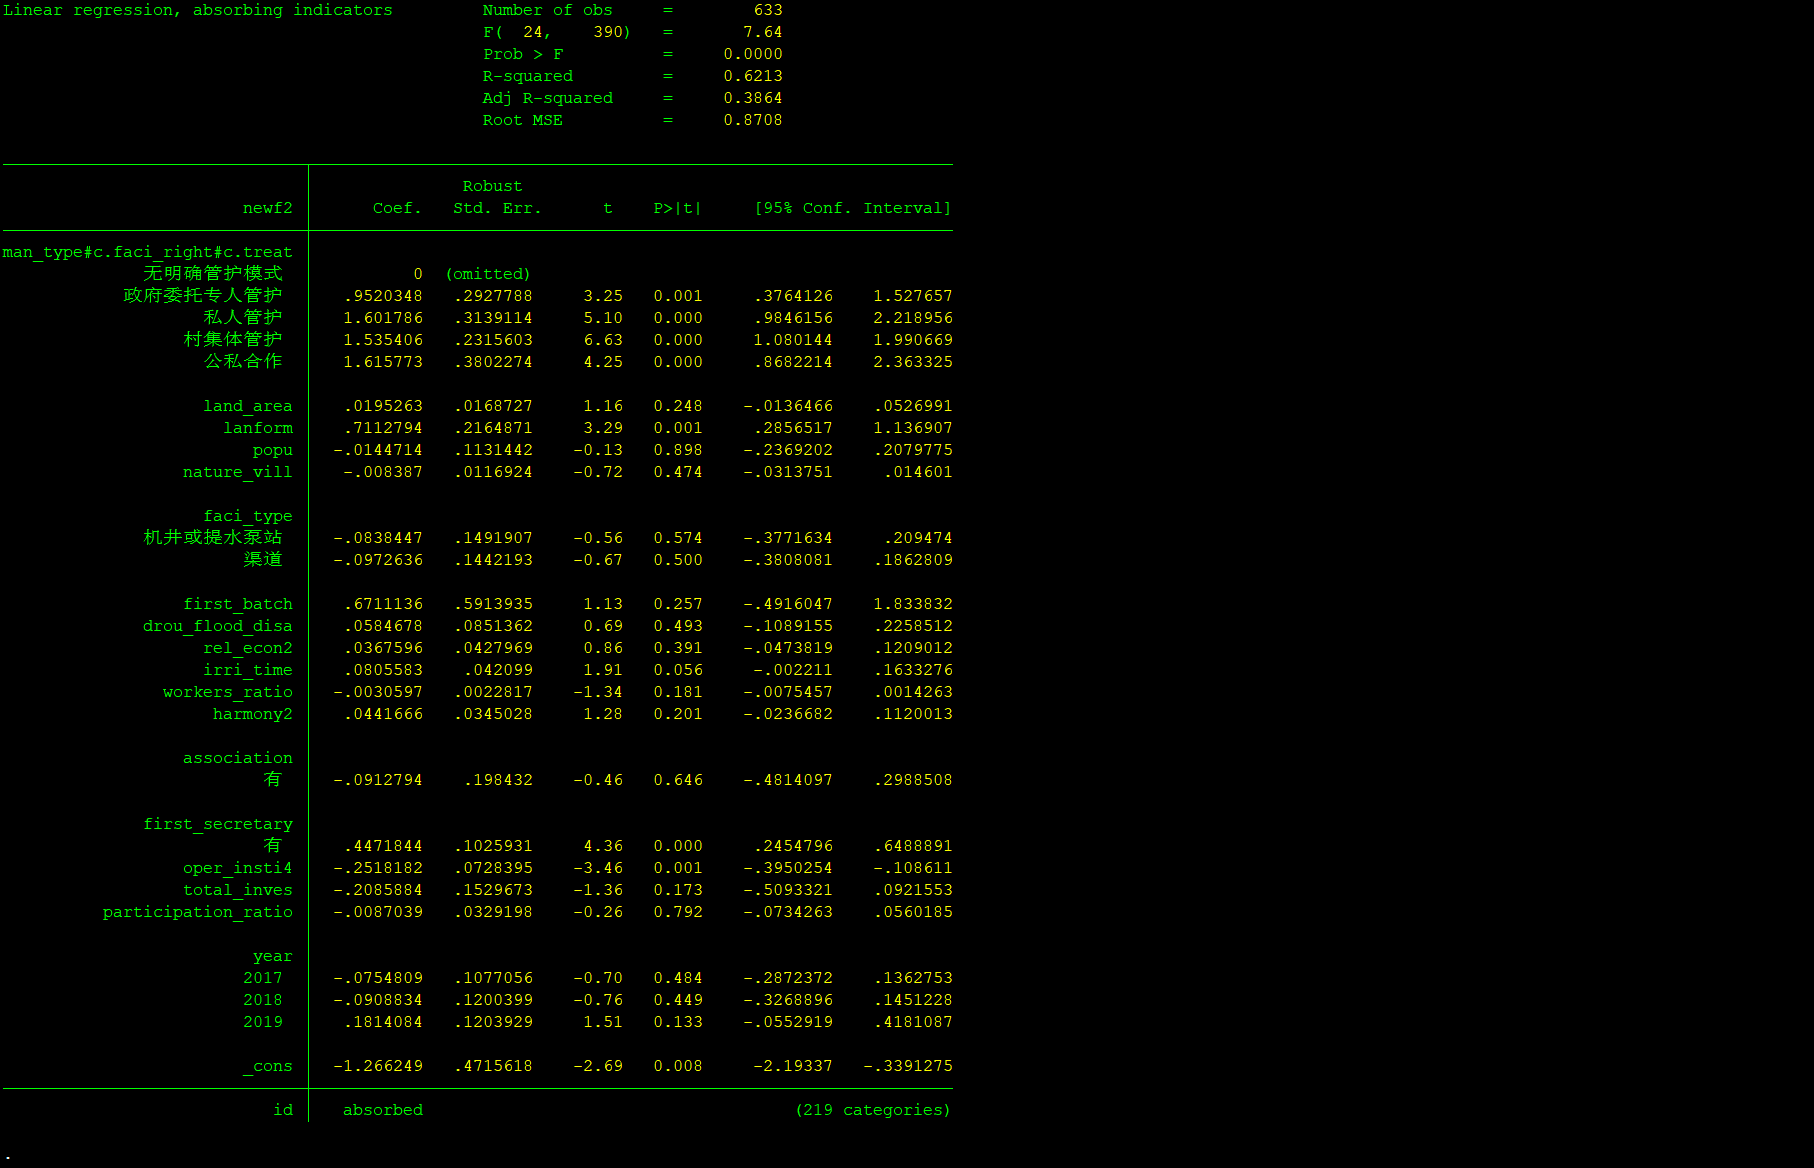 Linear regression, absorbing indicators Number of obs = 633
F( 24, 390) = 7.64
Prob > F = 0.0000
R-squared = 0.6213
Adj R-squared = 0.3864
Root MSE = 0.8708
Robust
newf2 Coef. Std. Err. t P>|t| [95% Conf. Interval]
man_type#c.faci_right#c.treat
无明确管护模式 0 (omitted)
政府委托专人管护 .9520348 .2927788 3.25 0.001 .3764126 1.527657
私人管护 1.601786 .3139114 5.10 0.000 .9846156 2.218956
村集体管护 1.535406 .2315603 6.63 0.000 1.080144 1.990669
公私合作 1.615773 .3802274 4.25 0.000 .8682214 2.363325
land_area .0195263 .0168727 1.16 0.248 -.0136466 .0526991
lanform .7112794 .2164871 3.29 0.001 .2856517 1.136907
popu -.0144714 .1131442 -0.13 0.898 -.2369202 .2079775
nature_vill -.008387 .0116924 -0.72 0.474 -.0313751 .014601
faci_type
机井或提水泵站 -.0838447 .1491907 -0.56 0.574 -.3771634 .209474
渠道 -.0972636 .1442193 -0.67 0.500 -.3808081 .1862809
first_batch .6711136 .5913935 1.13 0.257 -.4916047 1.833832
drou_flood_disa .0584678 .0851362 0.69 0.493 -.1089155 .2258512
rel_econ2 .0367596 .0427969 0.86 0.391 -.0473819 .1209012
irri_time .0805583 .042099 1.91 0.056 -.002211 .1633276
workers_ratio -.0030597 .0022817 -1.34 0.181 -.0075457 .0014263
harmony2 .0441666 .0345028 1.28 0.201 -.0236682 .1120013
association
有 -.0912794 .198432 -0.46 0.646 -.4814097 .2988508
first_secretary
有 .4471844 .1025931 4.36 0.000 .2454796 .6488891
oper_insti4 -.2518182 .0728395 -3.46 0.001 -.3950254 -.108611
total_inves -.2085884 .1529673 -1.36 0.173 -.5093321 .0921553
participation_ratio -.0087039 .0329198 -0.26 0.792 -.0734263 .0560185
year
2017 -.0754809 .1077056 -0.70 0.484 -.2872372 .1362753
2018 -.0908834 .1200399 -0.76 0.449 -.3268896 .1451228
2019 .1814084 .1203929 1.51 0.133 -.0552919 .4181087
_cons -1.266249 .4715618 -2.69 0.008 -2.19337 -.3391275
id absorbed (219 categories)
.